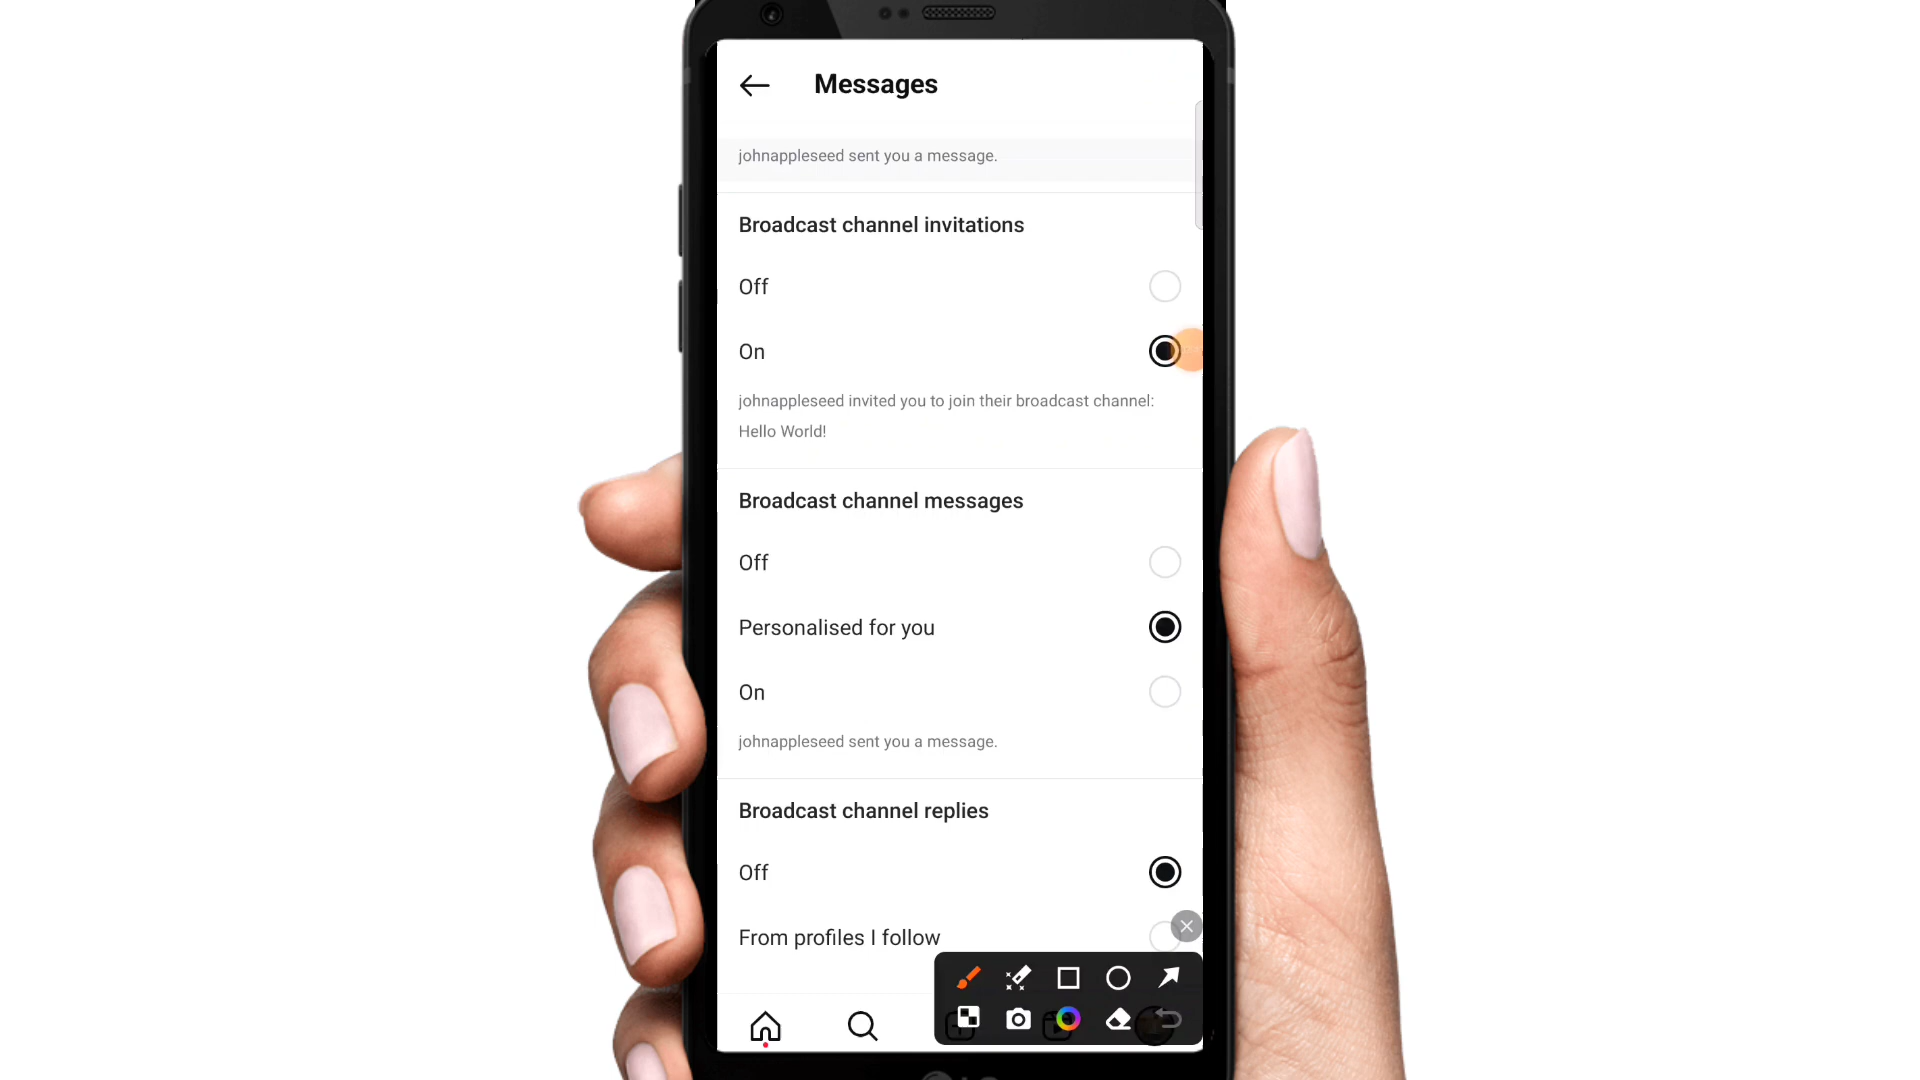 Messages
johnappleseed sent you a message.
Broadcast channel invitations
Off
On
johnappleseed invited you to join their broadcast channel:
Hello World!
Broadcast channel messages
Off
Personalised for you
On
johnappleseed sent you a message.
Broadcast channel replies
Off
From profiles I follow